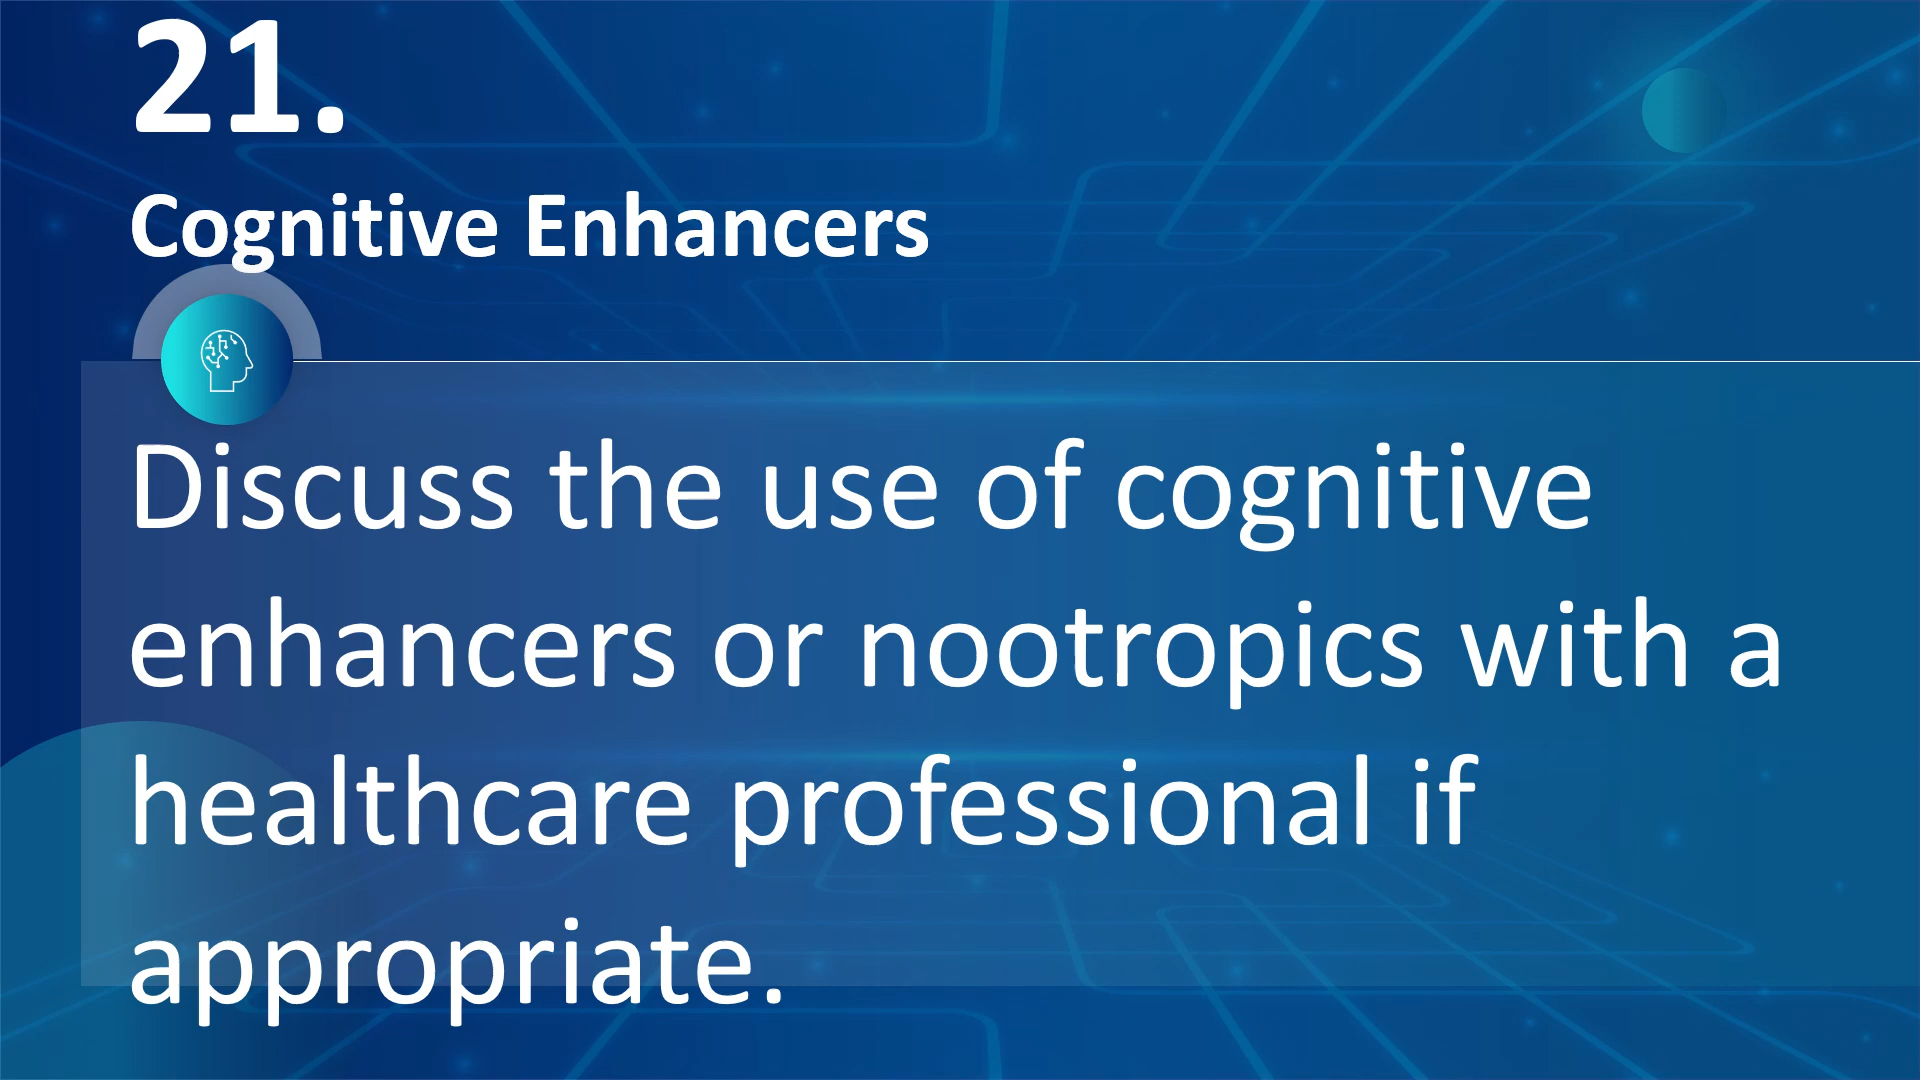 21.
Cognitive Enhancers
Discuss the use of cognitive
enhancers or nootropics with a
healthcare professional if
appropriate.